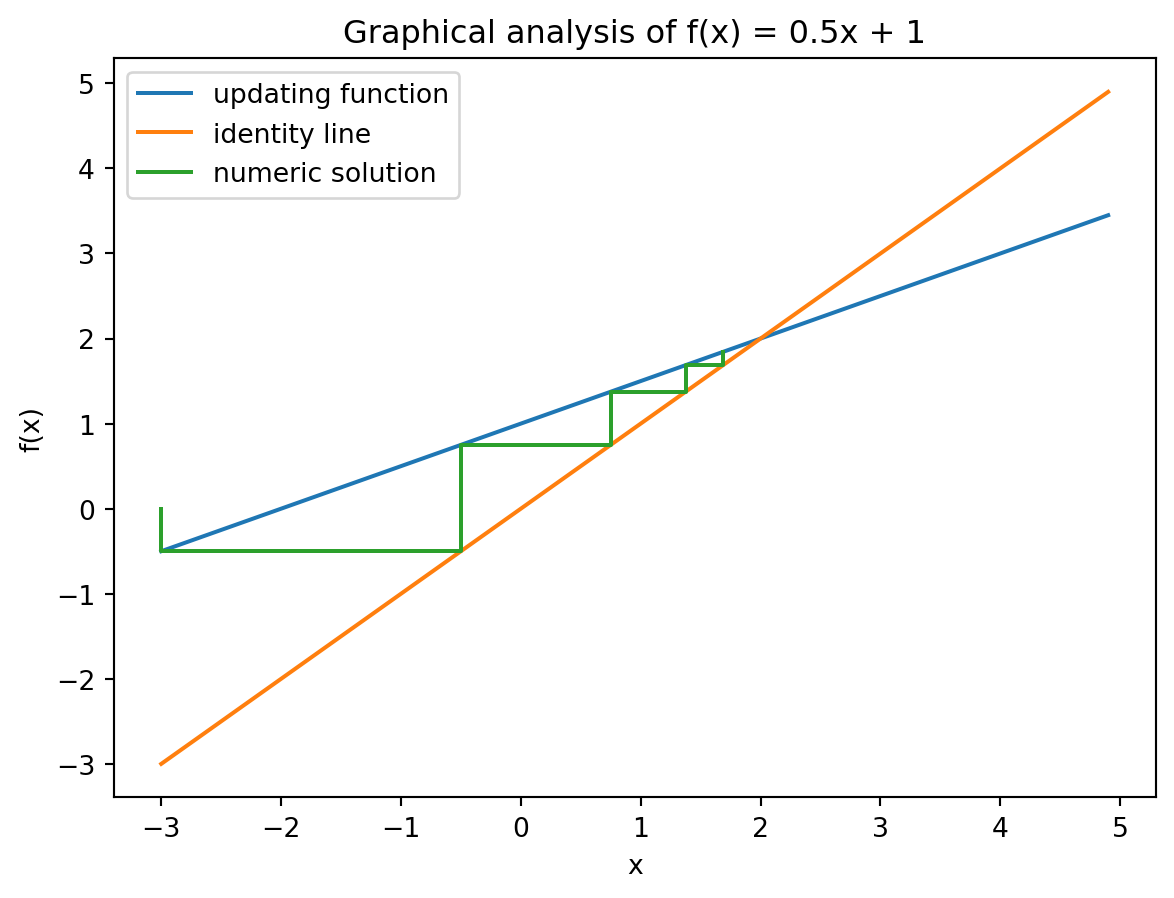 Graphical analysis of f(x) = 0.5x + 1
updating function
identity line
numeric solution
5
4
3
2
1
0
−1
−2
−3
f(x)
−3 −2 −1 0 1 2 3 4 5
x